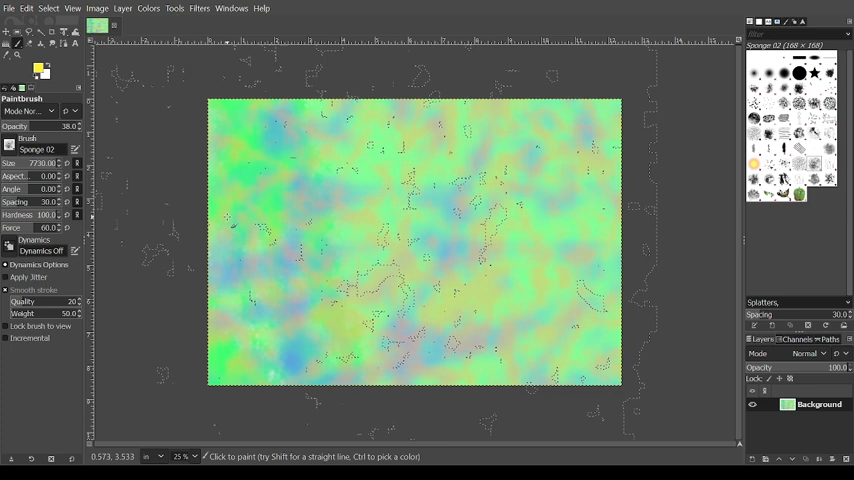 File Edit Select View Image Layer Colors Tools Filters Windows Help
Paintbrush
Mode Nor...
Opacity 38.0
Brush
Sponge 02
Size 7730.00
Aspect... 0.00
Angle 0.00
Spacing 30.0
Hardness 100.0
Force 60.0
Dynamics
Dynamics Off
Dynamics Options
Apply Jitter
Smooth stroke
Quality 20
Weight 50.0
Lock brush to view
Incremental
0.573, 3.533 in 25 % Click to paint (try Shift for a straight line, Ctrl to pick a color)
filter
Sponge 02 (168 × 168)
Splatters,
Spacing 30.0
Layers Channels Paths
Mode Normal
Opacity 100.0
Lock:
Background